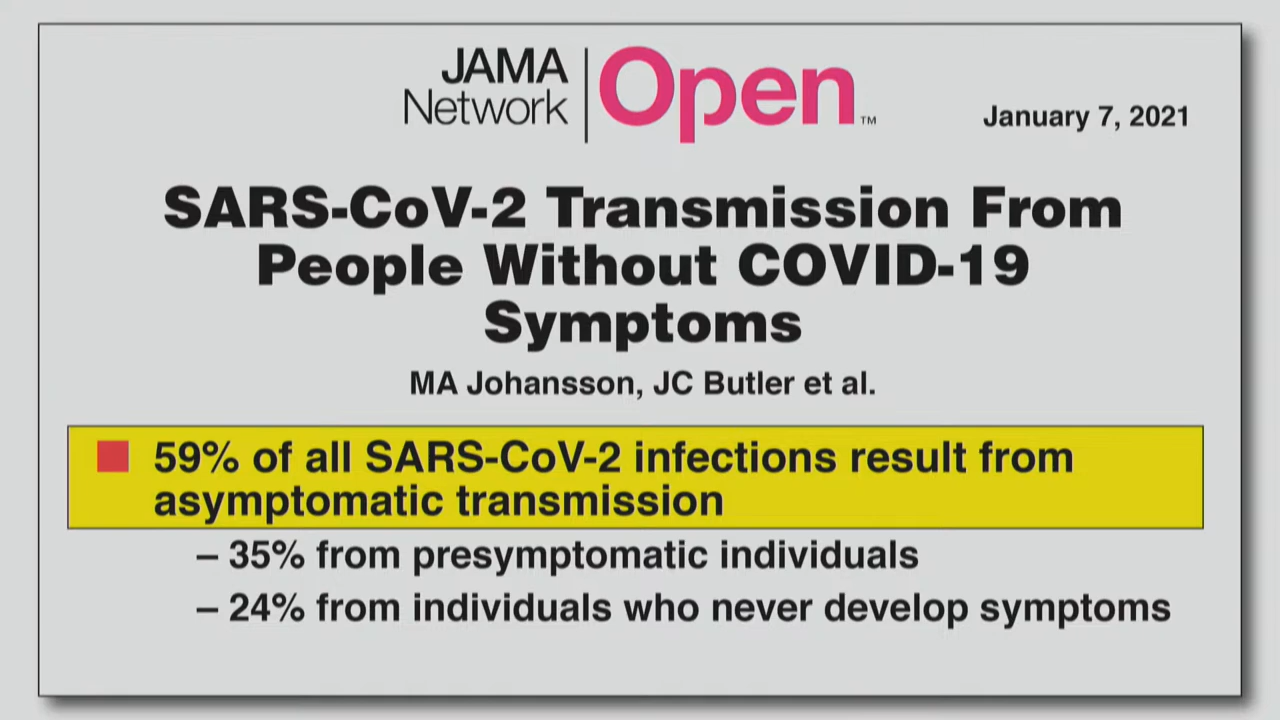 JAMA
Network
Open™
January 7, 2021
SARS-CoV-2 Transmission From
People Without COVID-19
Symptoms
MA Johansson, JC Butler et al.
59% of all SARS-CoV-2 infections result from
asymptomatic transmission
– 35% from presymptomatic individuals
– 24% from individuals who never develop symptoms